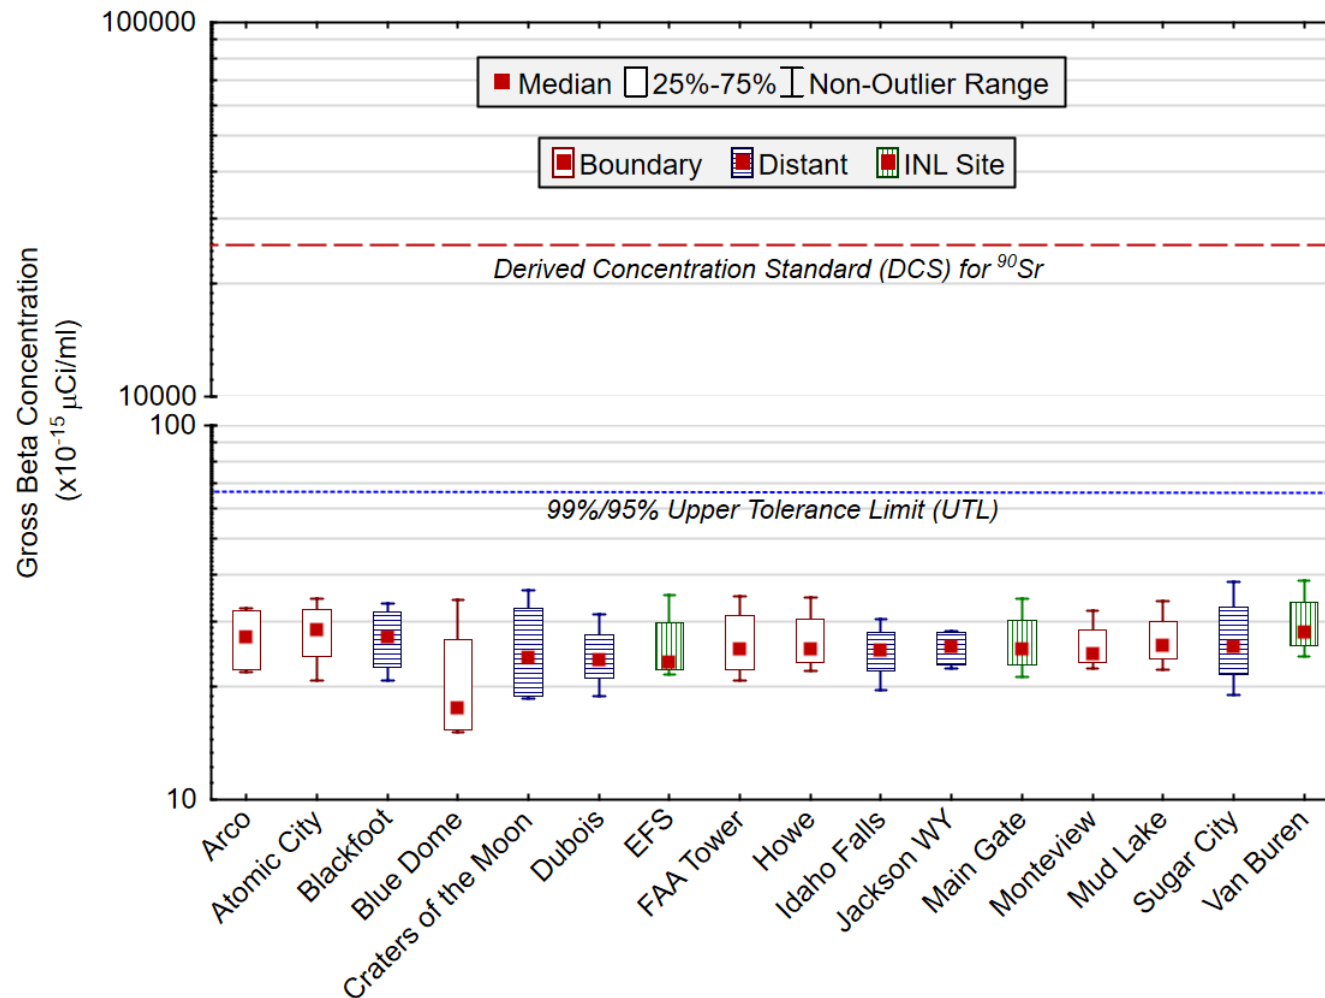 100000
Median 25%-75% Non-Outlier Range
Boundary Distant INL Site
Derived Concentration Standard (DCS) for ⁹⁰Sr
Gross Beta Concentration
(x10⁻¹⁵ μCi/ml)
10000
100
99%/95% Upper Tolerance Limit (UTL)
10
Arco
Atomic City
Blackfoot
Blue Dome
Craters of the Moon
Dubois
EFS
FAA Tower
Howe
Idaho Falls
Jackson WY
Main Gate
Monteview
Mud Lake
Sugar City
Van Buren